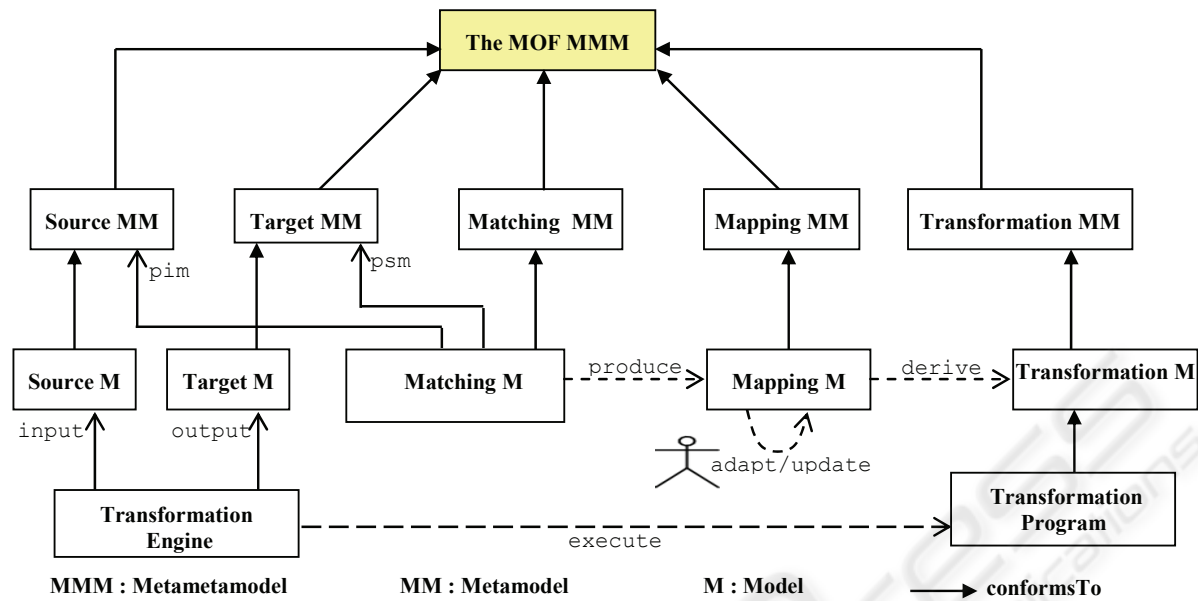 The MOF MMM
Source MM
Target MM
Matching MM
Mapping MM
Transformation MM
pim
psm
Source M
Target M
Matching M
produce
Mapping M
derive
Transformation M
input
output
adapt/update
Transformation
Engine
execute
Transformation
Program
MMM : Metametamodel
MM : Metamodel
M : Model
conformsTo